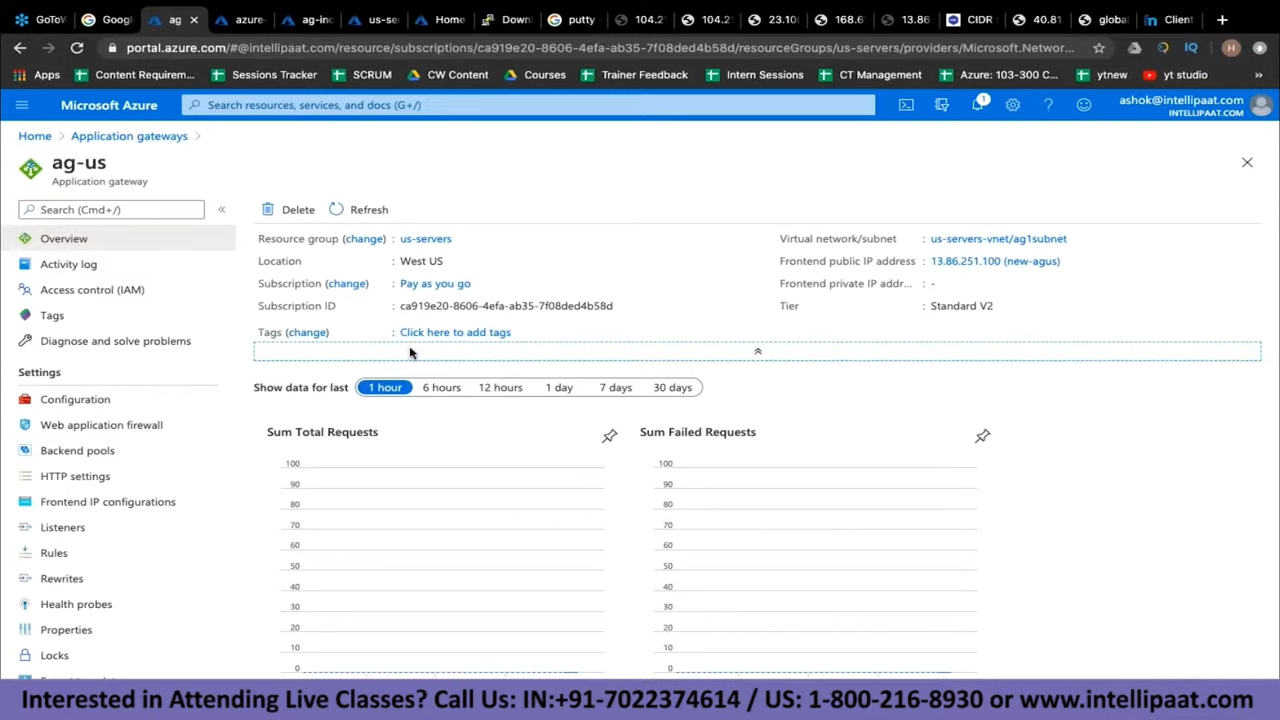 GoToW
Googl
ag
azure-
ag-inc
us-se
Home
Downl
putty
104.2
104.2
23.100
168.6
13.86
CIDR
40.81
global
Client
portal.azure.com/#@intellipaat.com/resource/subscriptions/ca919e20-8606-4efa-ab35-7f08ded4b58d/resourceGroups/us-servers/providers/Microsoft.Networ...
Apps
Content Requirem...
Sessions Tracker
SCRUM
CW Content
Courses
Trainer Feedback
Intern Sessions
CT Management
Azure: 103-300 C...
ytnew
yt studio
»
Microsoft Azure
Search resources, services, and docs (G+/)
1
ashok@intellipaat.com
INTELLIPAAT.COM
Home > Application gateways >
ag-us
Application gateway
Search (Cmd+/)
«
Delete
Refresh
Overview
Activity log
Access control (IAM)
Tags
Diagnose and solve problems
Settings
Configuration
Web application firewall
Backend pools
HTTP settings
Frontend IP configurations
Listeners
Rules
Rewrites
Health probes
Properties
Locks
Resource group (change) : us-servers
Location : West US
Subscription (change) : Pay as you go
Subscription ID : ca919e20-8606-4efa-ab35-7f08ded4b58d
Tags (change) : Click here to add tags
Virtual network/subnet : us-servers-vnet/ag1subnet
Frontend public IP address : 13.86.251.100 (new-agus)
Frontend private IP addr... : -
Tier : Standard V2
Show data for last 1 hour 6 hours 12 hours 1 day 7 days 30 days
Sum Total Requests
100
90
80
70
60
50
40
30
20
10
0
Sum Failed Requests
100
90
80
70
60
50
40
30
20
10
0
Interested in Attending Live Classes? Call Us: IN:+91-7022374614 / US: 1-800-216-8930 or www.intellipaat.com